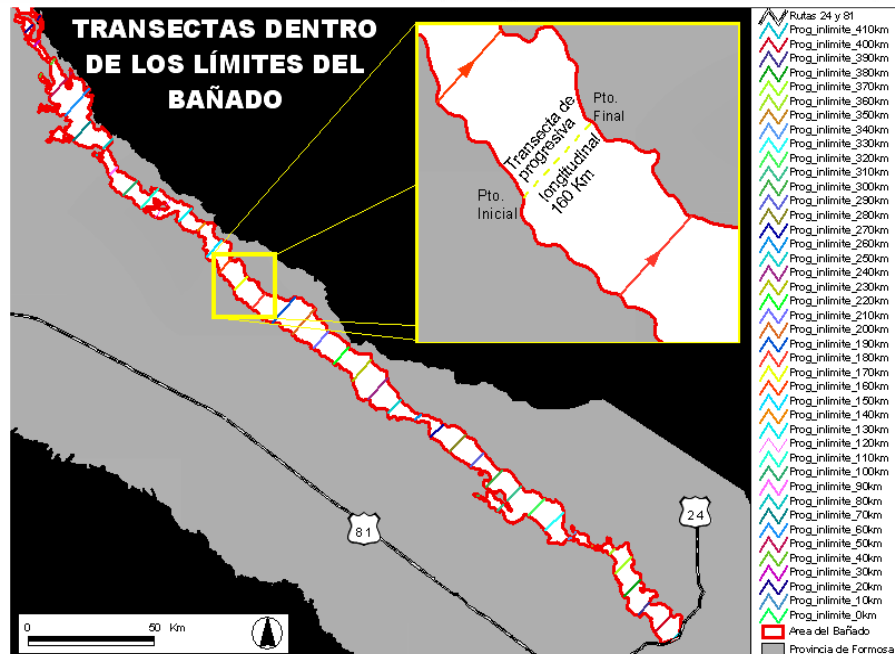 TRANSECTAS DENTRO
DE LOS LÍMITES DEL
BAÑADO
Pto.
Final
Transecta de
progresiva
longitudinal
160 Km
Pto.
Inicial
81
24
0
50
Km
Rutas 24 y 81
Prog_inlimite_410km
Prog_inlimite_400km
Prog_inlimite_390km
Prog_inlimite_380km
Prog_inlimite_370km
Prog_inlimite_360km
Prog_inlimite_350km
Prog_inlimite_340km
Prog_inlimite_330km
Prog_inlimite_320km
Prog_inlimite_310km
Prog_inlimite_300km
Prog_inlimite_290km
Prog_inlimite_280km
Prog_inlimite_270km
Prog_inlimite_260km
Prog_inlimite_250km
Prog_inlimite_240km
Prog_inlimite_230km
Prog_inlimite_220km
Prog_inlimite_210km
Prog_inlimite_200km
Prog_inlimite_190km
Prog_inlimite_180km
Prog_inlimite_170km
Prog_inlimite_160km
Prog_inlimite_150km
Prog_inlimite_140km
Prog_inlimite_130km
Prog_inlimite_120km
Prog_inlimite_110km
Prog_inlimite_100km
Prog_inlimite_90km
Prog_inlimite_80km
Prog_inlimite_70km
Prog_inlimite_60km
Prog_inlimite_50km
Prog_inlimite_40km
Prog_inlimite_30km
Prog_inlimite_20km
Prog_inlimite_10km
Prog_inlimite_0km
Area del Bañado
Provincia de Formosa